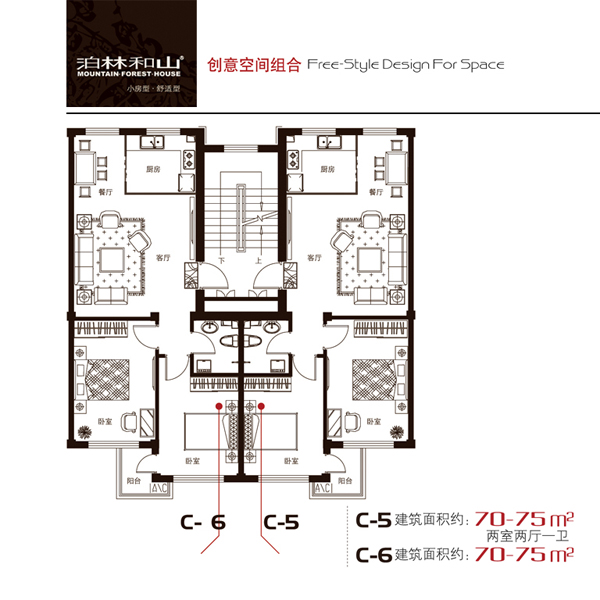 泊林和山®
MOUNTAIN·FOREST·HOUSE
小房型·舒适型
创意空间组合 Free-Style Design For Space
厨房 厨房
餐厅 餐厅
客厅 下 上 客厅
卧室 卧室
卧室 卧室
阳台 A\C A\C 阳台
C- 6 C-5
C-5 建筑面积约: 70-75 m²
两室两厅一卫
C-6 建筑面积约: 70-75 m²